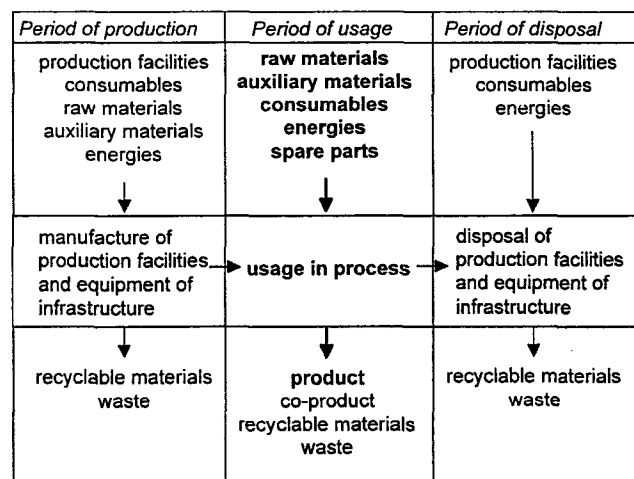 Period of production
Period of usage
Period of disposal
production facilities
consumables
raw materials
auxiliary materials
energies
raw materials
auxiliary materials
consumables
energies
spare parts
production facilities
consumables
energies
manufacture of
production facilities
and equipment of
infrastructure
usage in process
disposal of
production facilities
and equipment of
infrastructure
recyclable materials
waste
product
co-product
recyclable materials
waste
recyclable materials
waste